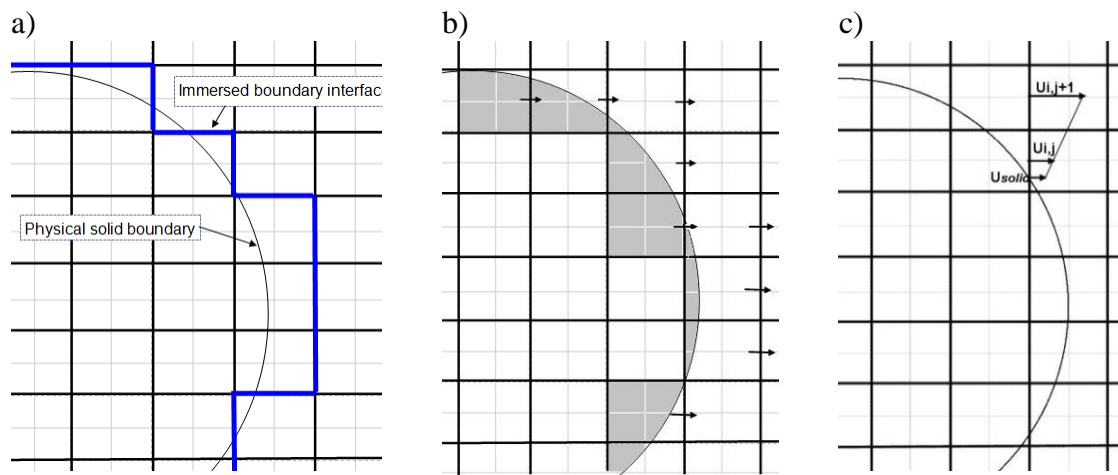 a)
b)
c)
Immersed boundary interfac
Physical solid boundary
Ui,j+1
Ui,j
Usolid